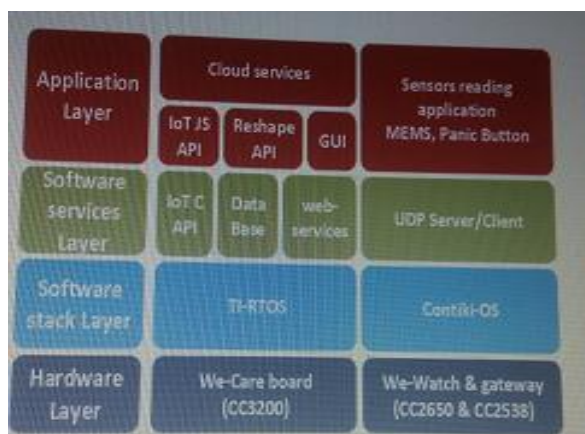 Application
Layer
Cloud services
IoT JS
API
Reshape
API
GUI
Sensors reading
application
MEMS, Panic Button
Software
services
Layer
IoT C
API
Data
Base
web-
services
UDP Server/Client
Software
stack Layer
TI-RTOS
Contiki-OS
Hardware
Layer
We-Care board
(CC3200)
We-Watch & gateway
(CC2650 & CC2538)